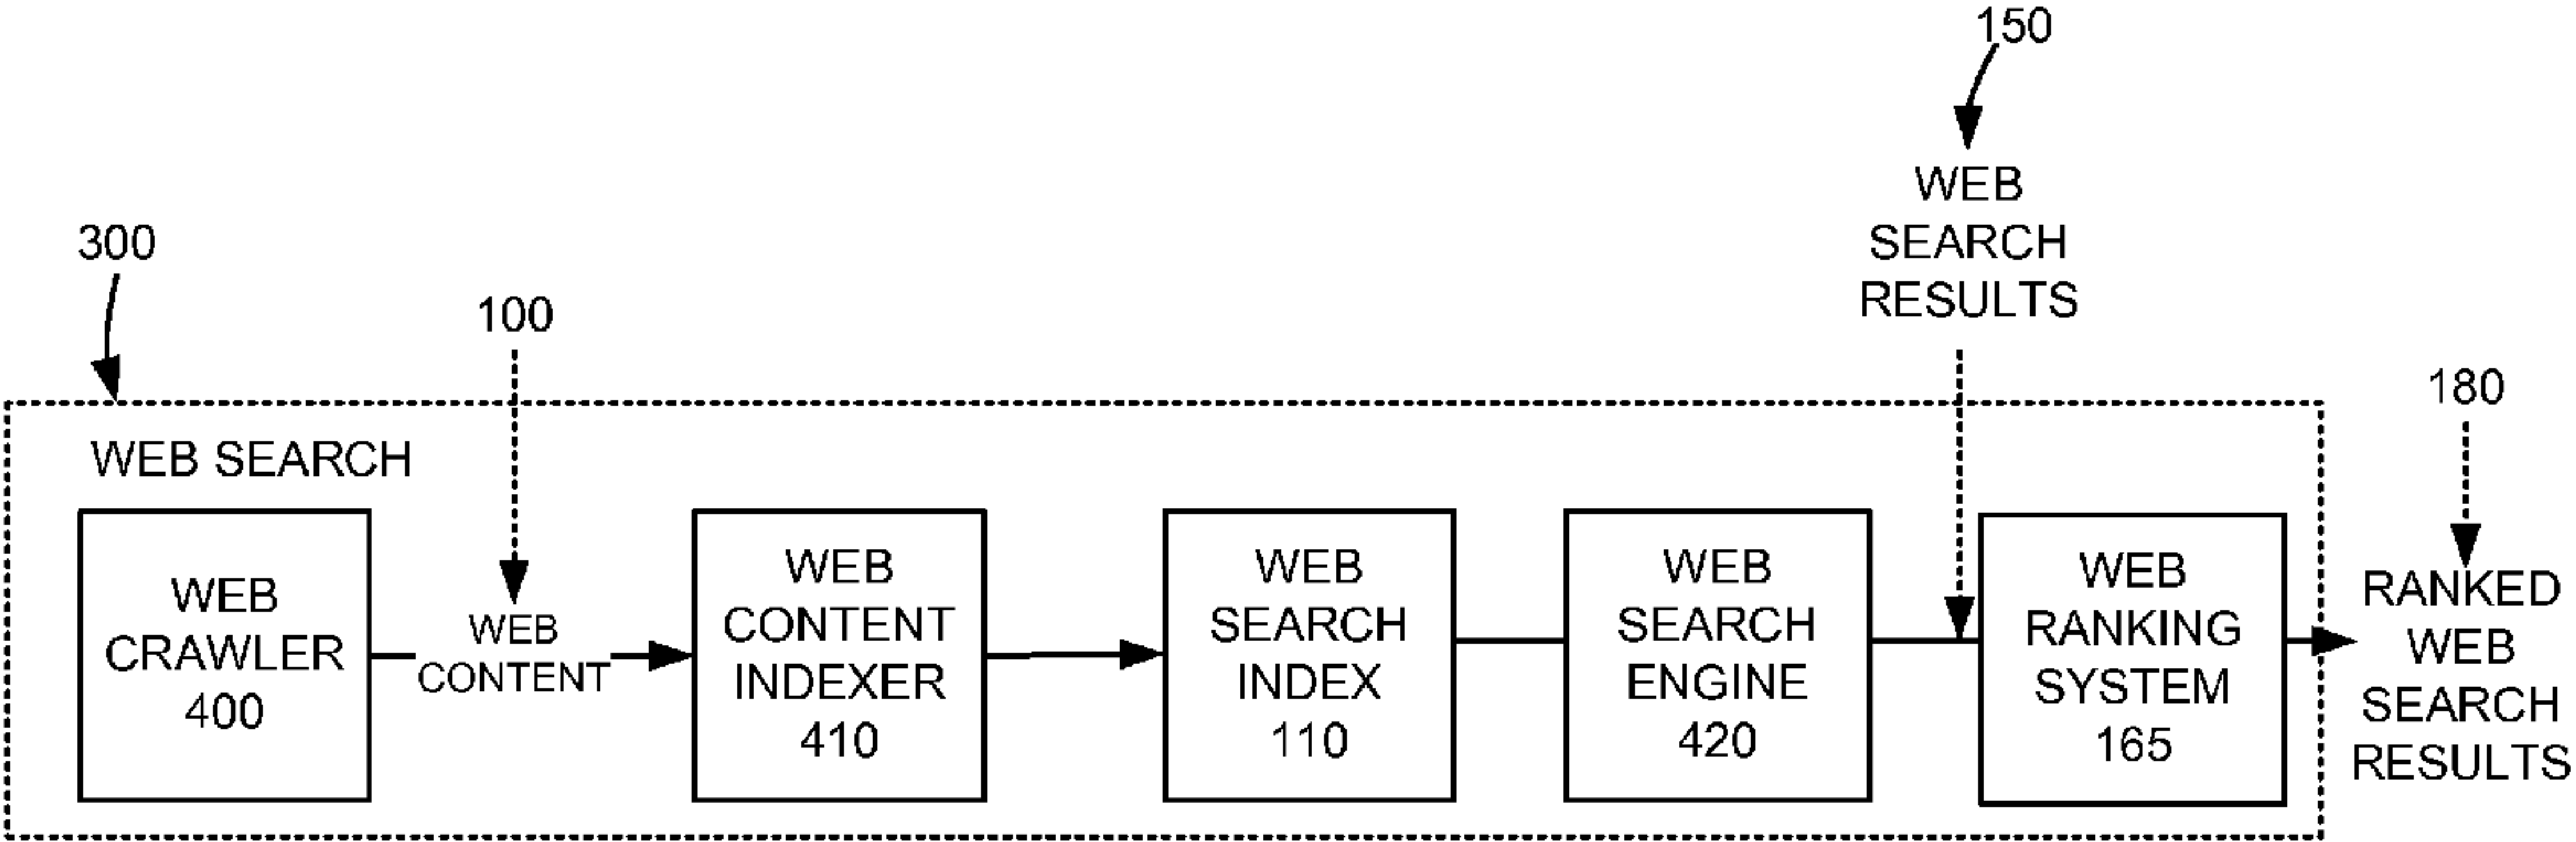 150
WEB
SEARCH
RESULTS
300
100
180
WEB SEARCH
WEB
CRAWLER
400
WEB
CONTENT
WEB
CONTENT
INDEXER
410
WEB
SEARCH
INDEX
110
WEB
SEARCH
ENGINE
420
WEB
RANKING
SYSTEM
165
RANKED
WEB
SEARCH
RESULTS